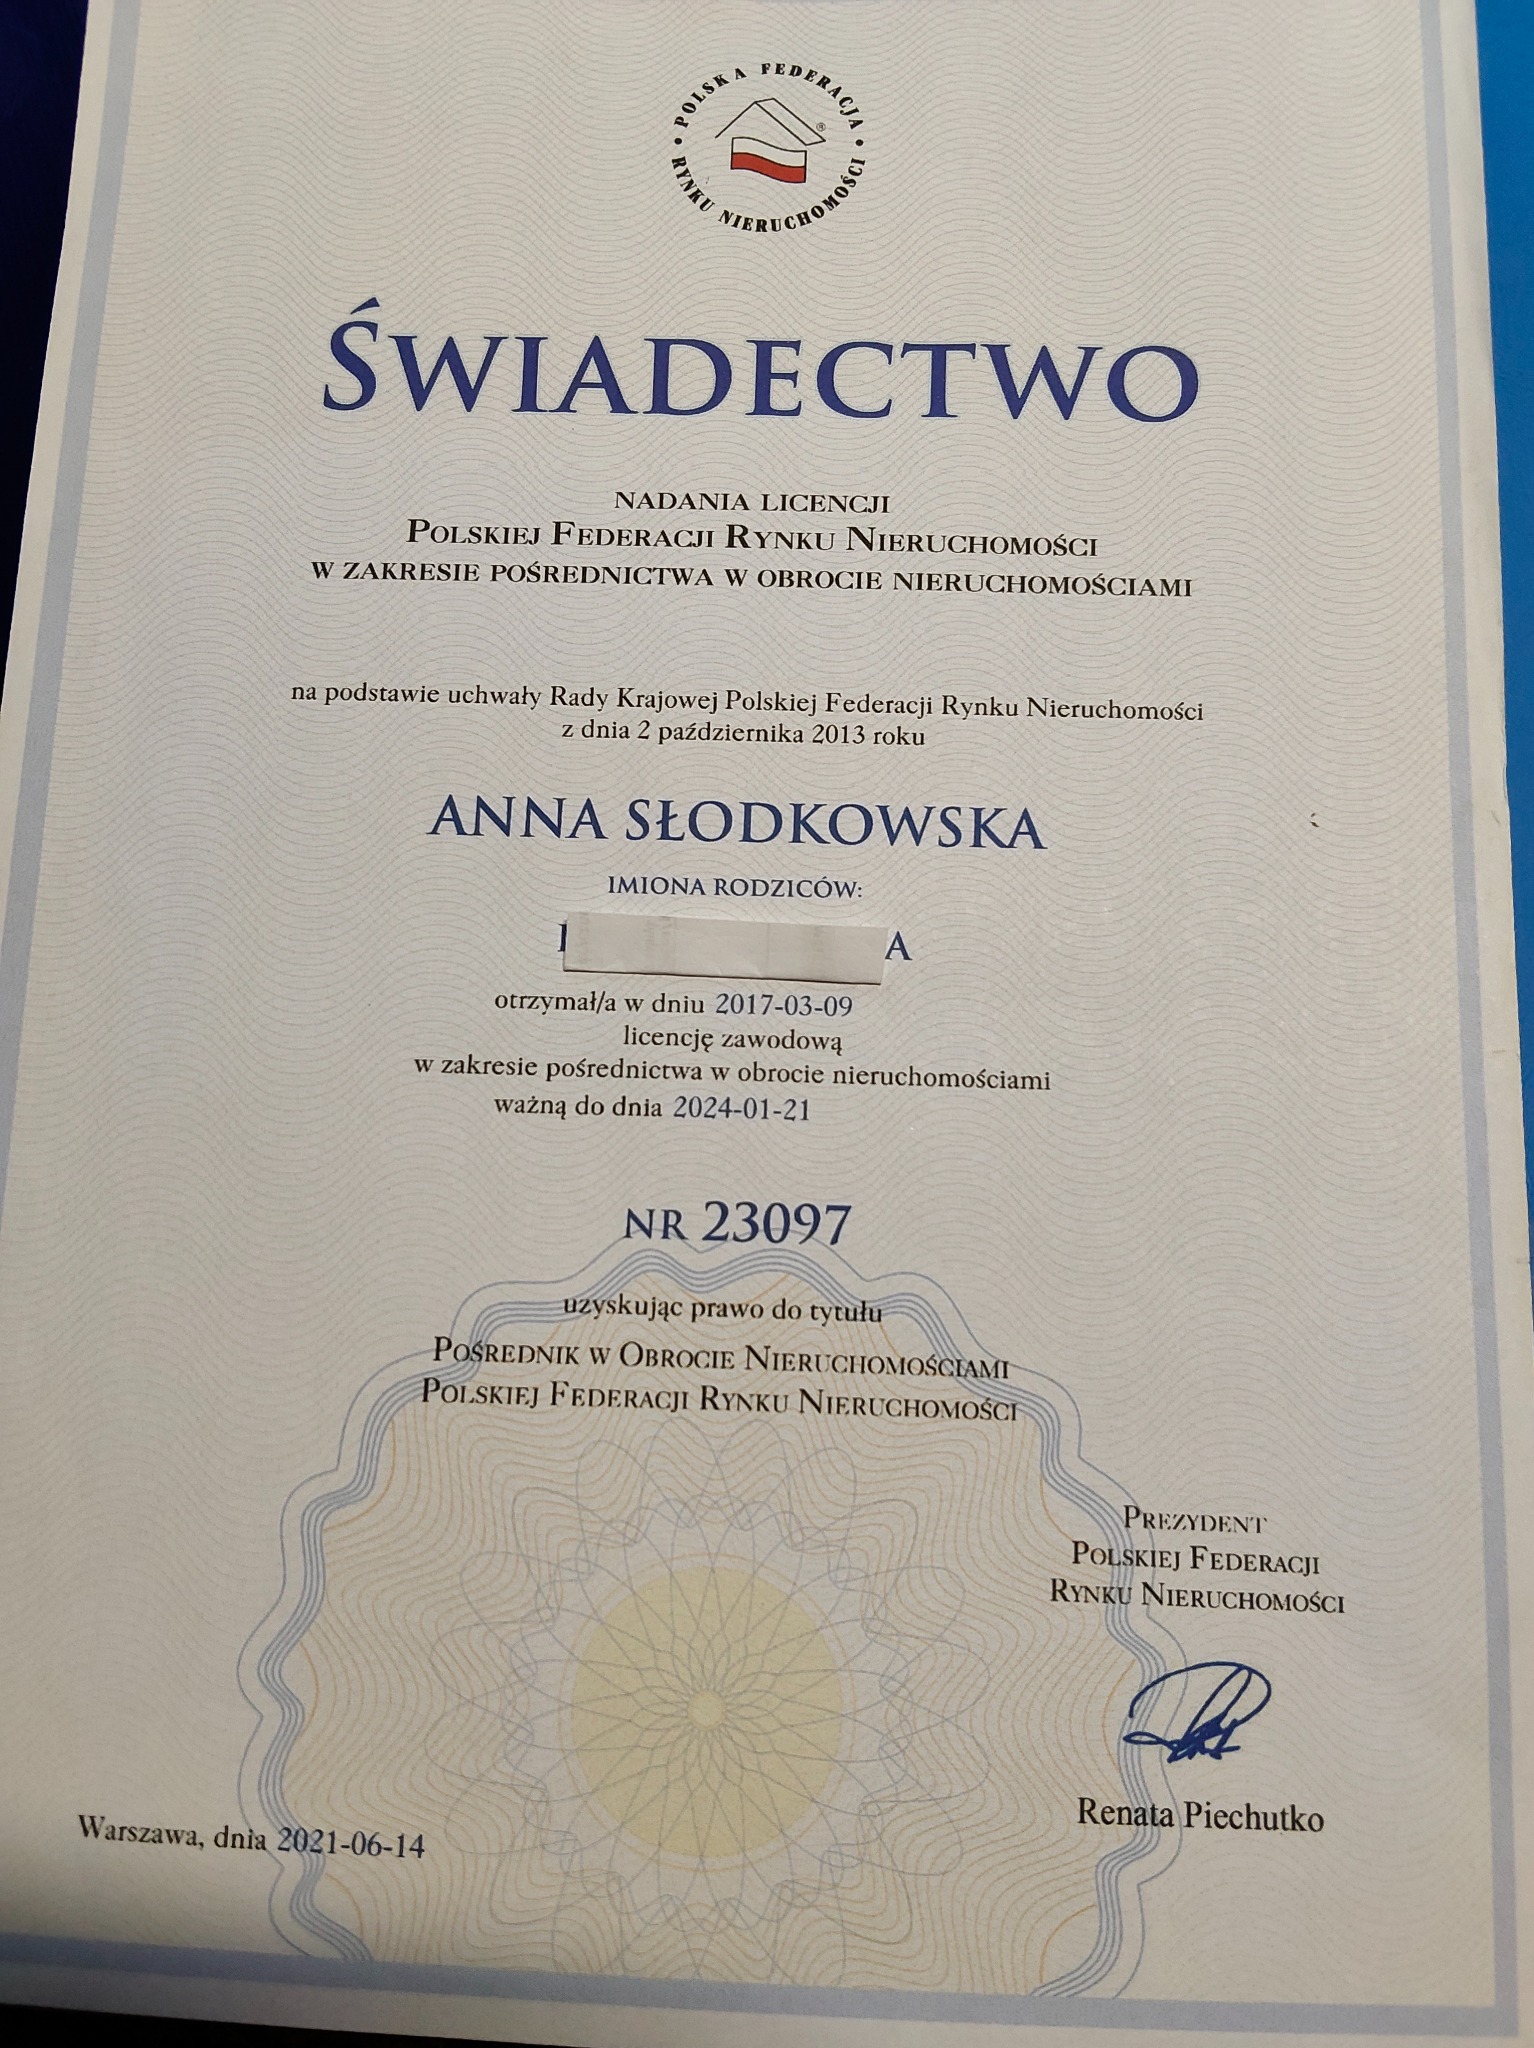 POLSKA FEDERACJA
RYNKU NIERUCHOMOŚCI
®
ŚWIADECTWO
NADANIA LICENCJI
POLSKIEJ FEDERACJI RYNKU NIERUCHOMOŚCI
W ZAKRESIE POŚREDNICTWA W OBROCIE NIERUCHOMOŚCIAMI
na podstawie uchwały Rady Krajowej Polskiej Federacji Rynku Nieruchomości
z dnia 2 października 2013 roku
ANNA SŁODKOWSKA
IMIONA RODZICÓW:
A
otrzymał/a w dniu 2017-03-09
licencję zawodową
w zakresie pośrednictwa w obrocie nieruchomościami
ważną do dnia 2024-01-21
NR 23097
uzyskując prawo do tytułu
POŚREDNIK W OBROCIE NIERUCHOMOŚCIAMI
POLSKIEJ FEDERACJI RYNKU NIERUCHOMOŚCI
PREZYDENT
POLSKIEJ FEDERACJI
RYNKU NIERUCHOMOŚCI
Renata Piechutko
Warszawa, dnia 2021-06-14